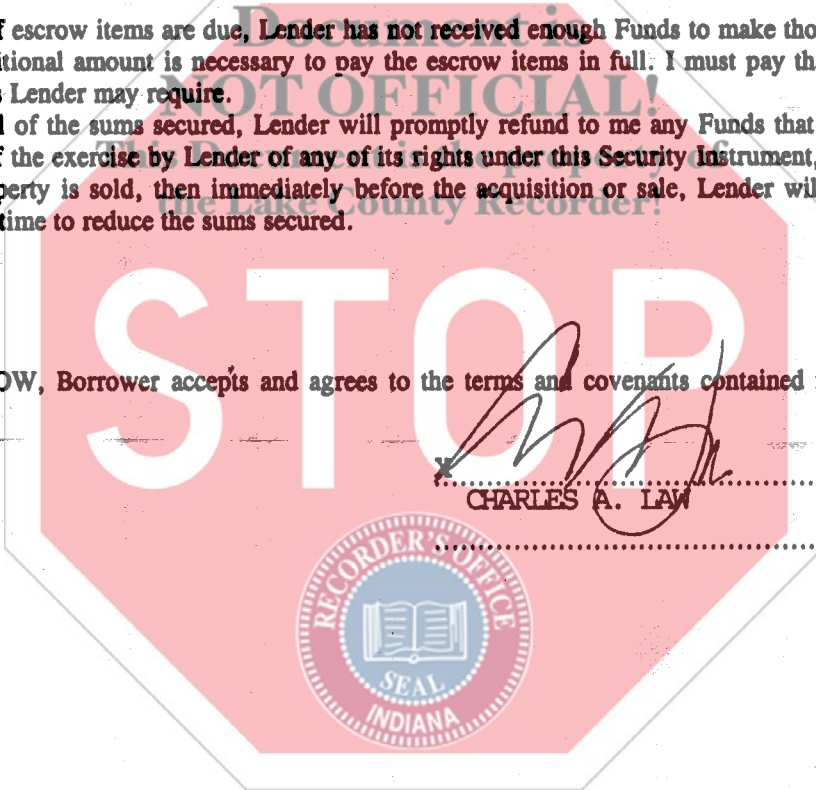 f escrow items are due, Lender has not received enough Funds to make tho
Document is
itional amount is necessary to pay the escrow items in full. I must pay th
NOT OFFICIAL!
s Lender may require.
l of the sums secured, Lender will promptly refund to me any Funds that
This Document is the property of
f the exercise by Lender of any of its rights under this Security Instrument,
perty is sold, then immediately before the acquisition or sale, Lender wil
the Lake County Recorder!
time to reduce the sums secured.
STOP
OW, Borrower accepts and agrees to the terms and covenants contained
x
CHARLES A. LAW
RECORDER'S OFFICE
SEAL
INDIANA